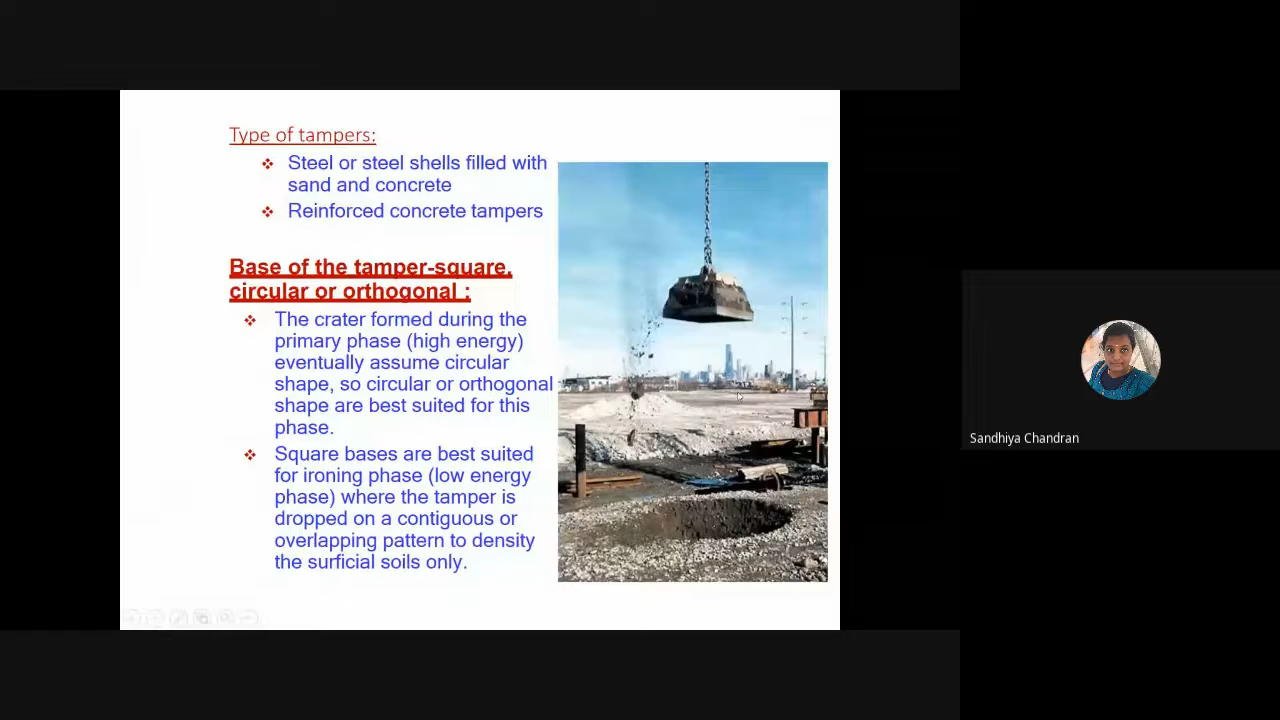 Type of tampers:
Steel or steel shells filled with
sand and concrete
Reinforced concrete tampers
Base of the tamper-square,
circular or orthogonal :
The crater formed during the
primary phase (high energy)
eventually assume circular
shape, so circular or orthogonal
shape are best suited for this
phase.
Square bases are best suited
for ironing phase (low energy
phase) where the tamper is
dropped on a contiguous or
overlapping pattern to density
the surficial soils only.
Sandhiya Chandran